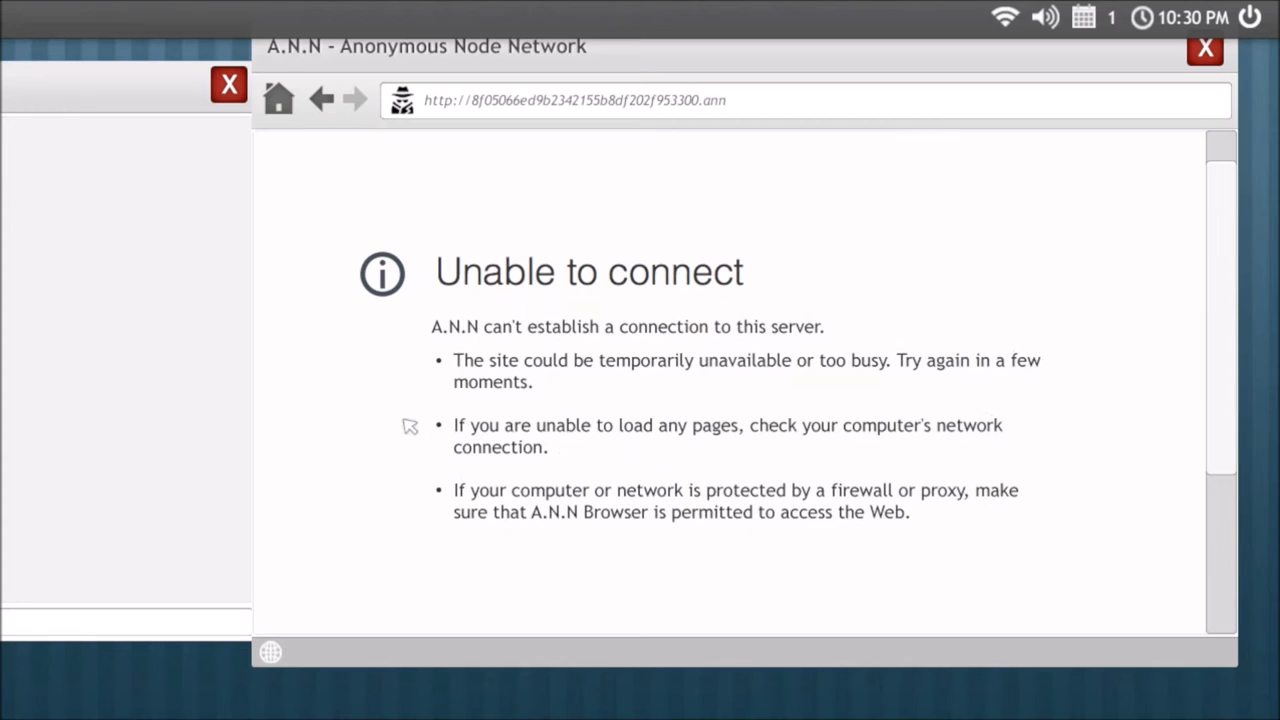 1 10:30 PM
A.N.N - Anonymous Node Network
X
X
http://8f05066ed9b2342155b8df202f953300.ann
Unable to connect
A.N.N can't establish a connection to this server.
• The site could be temporarily unavailable or too busy. Try again in a few
moments.
• If you are unable to load any pages, check your computer's network
connection.
• If your computer or network is protected by a firewall or proxy, make
sure that A.N.N Browser is permitted to access the Web.